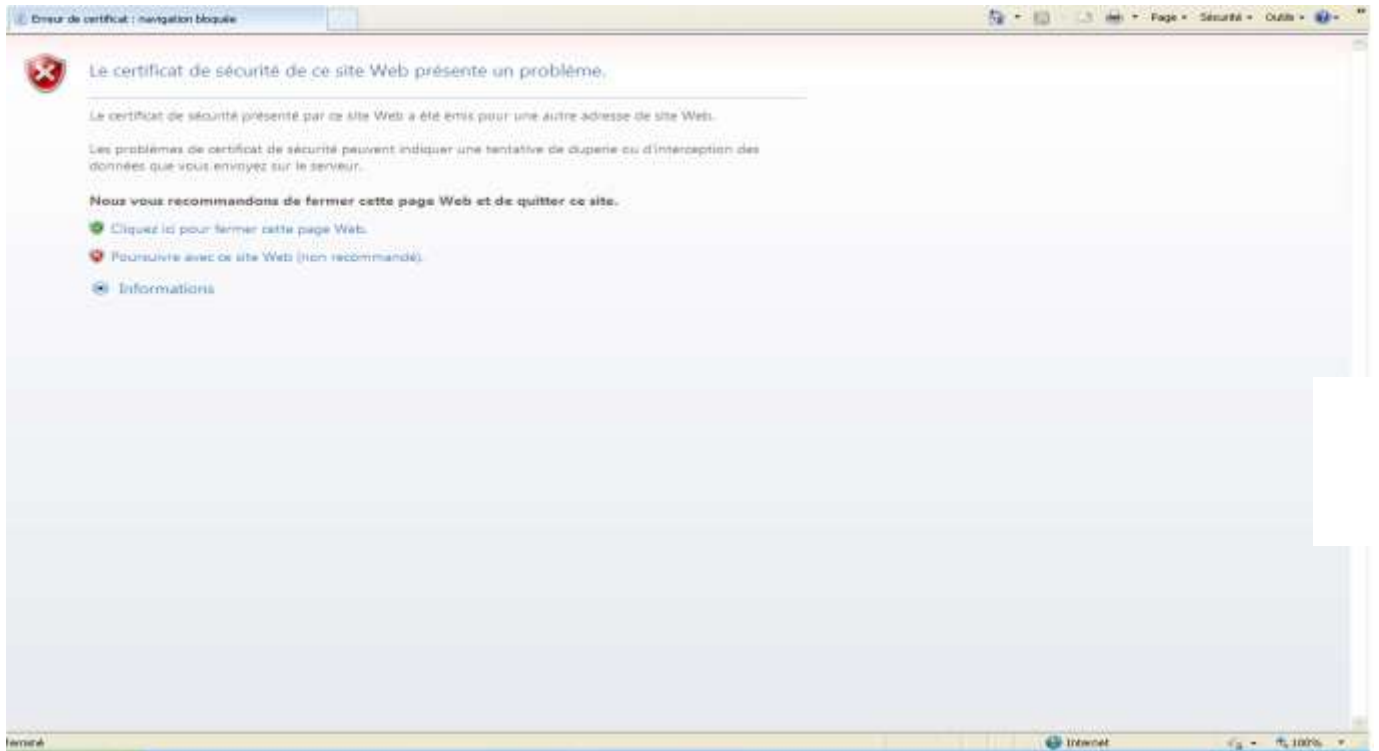 Erreur de certificat : navigation bloquée
Page Sécurité Outils
Le certificat de sécurité de ce site Web présente un problème.
Le certificat de sécurité présenté par ce site Web a été émis pour une autre adresse de site Web.
Les problèmes de certificat de sécurité peuvent indiquer une tentative de duperie ou d'interception des
données que vous envoyez sur le serveur.
Nous vous recommandons de fermer cette page Web et de quitter ce site.
Cliquez ici pour fermer cette page Web.
Poursuivre avec ce site Web (non recommandé).
Informations
Terminé Internet 100%